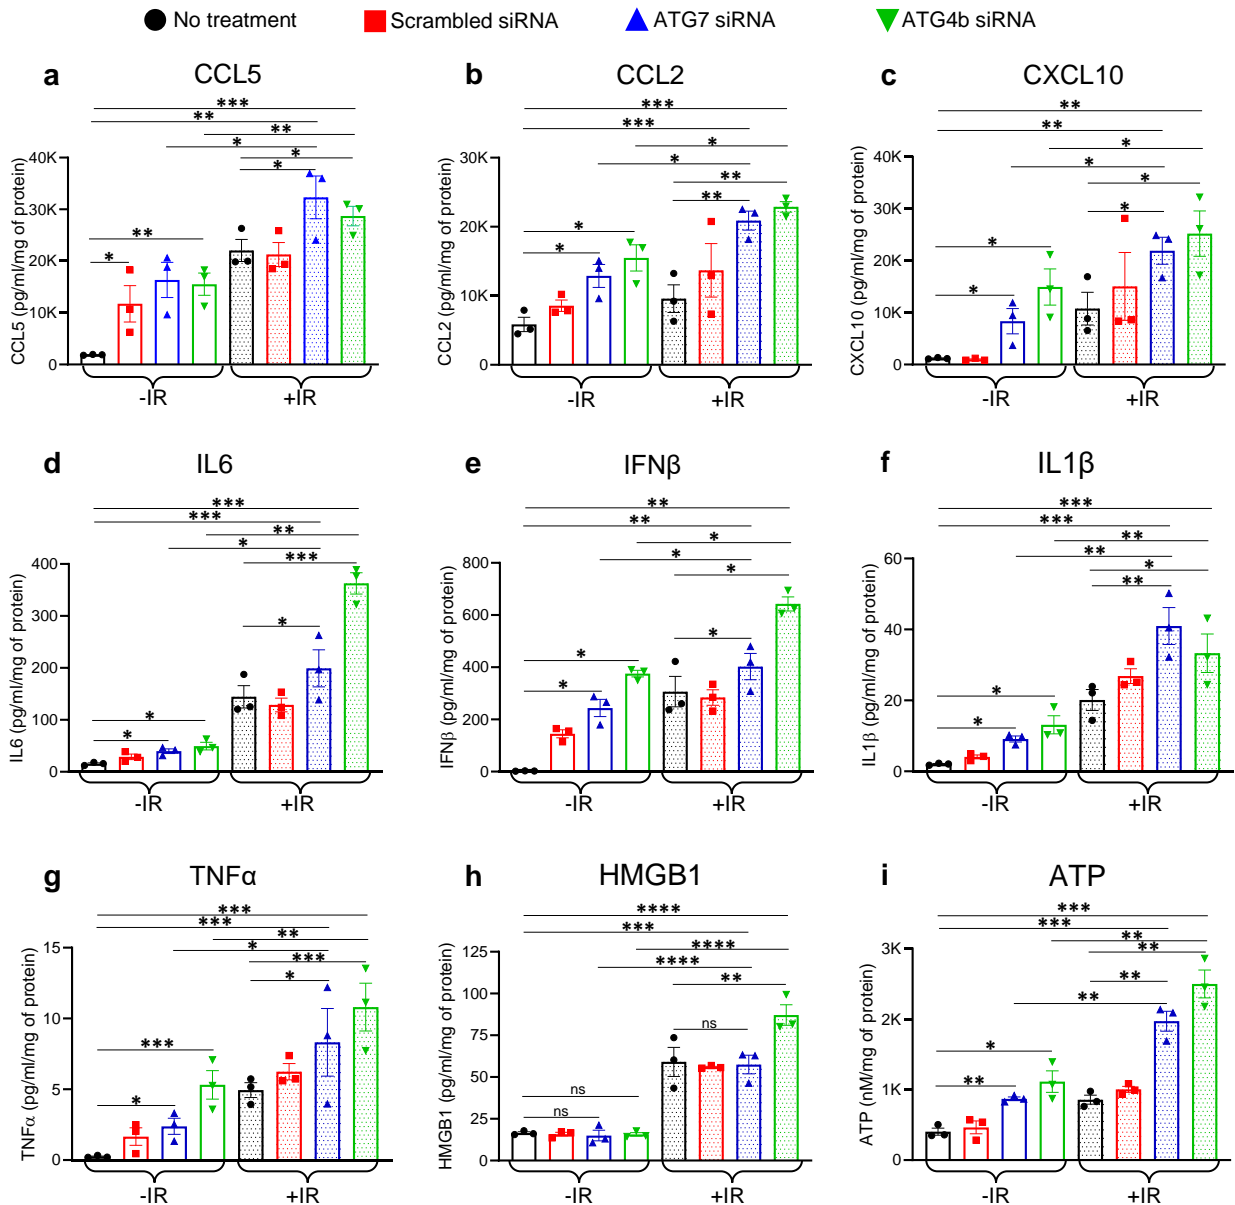 No treatment Scrambled siRNA ATG7 siRNA ATG4b siRNA
a CCL5
CCL5 (pg/ml/mg of protein)
40K
30K
20K
10K
0
***
**
**
*
*
*
**
*
-IR +IR
b CCL2
CCL2 (pg/ml/mg of protein)
30K
20K
10K
0
***
***
*
*
**
**
*
*
-IR +IR
c CXCL10
CXCL10 (pg/ml/mg of protein)
40K
30K
20K
10K
0
**
**
*
*
*
*
*
*
-IR +IR
d IL6
IL6 (pg/ml/mg of protein)
400
300
200
100
0
***
***
**
*
***
*
*
*
-IR +IR
e IFNβ
IFNβ (pg/ml/mg of protein)
800
600
400
200
0
**
**
*
*
*
*
*
*
-IR +IR
f IL1β
IL1β (pg/ml/mg of protein)
60
40
20
0
***
***
**
**
*
**
*
*
-IR +IR
g TNFα
TNFα (pg/ml/mg of protein)
15
10
5
0
***
***
**
*
***
*
***
*
-IR +IR
h HMGB1
HMGB1 (pg/ml/mg of protein)
125
100
75
50
25
0
****
***
****
****
**
ns
ns
ns
-IR +IR
i ATP
ATP (nM/mg of protein)
3K
2K
1K
0
***
***
**
**
**
**
*
**
-IR +IR